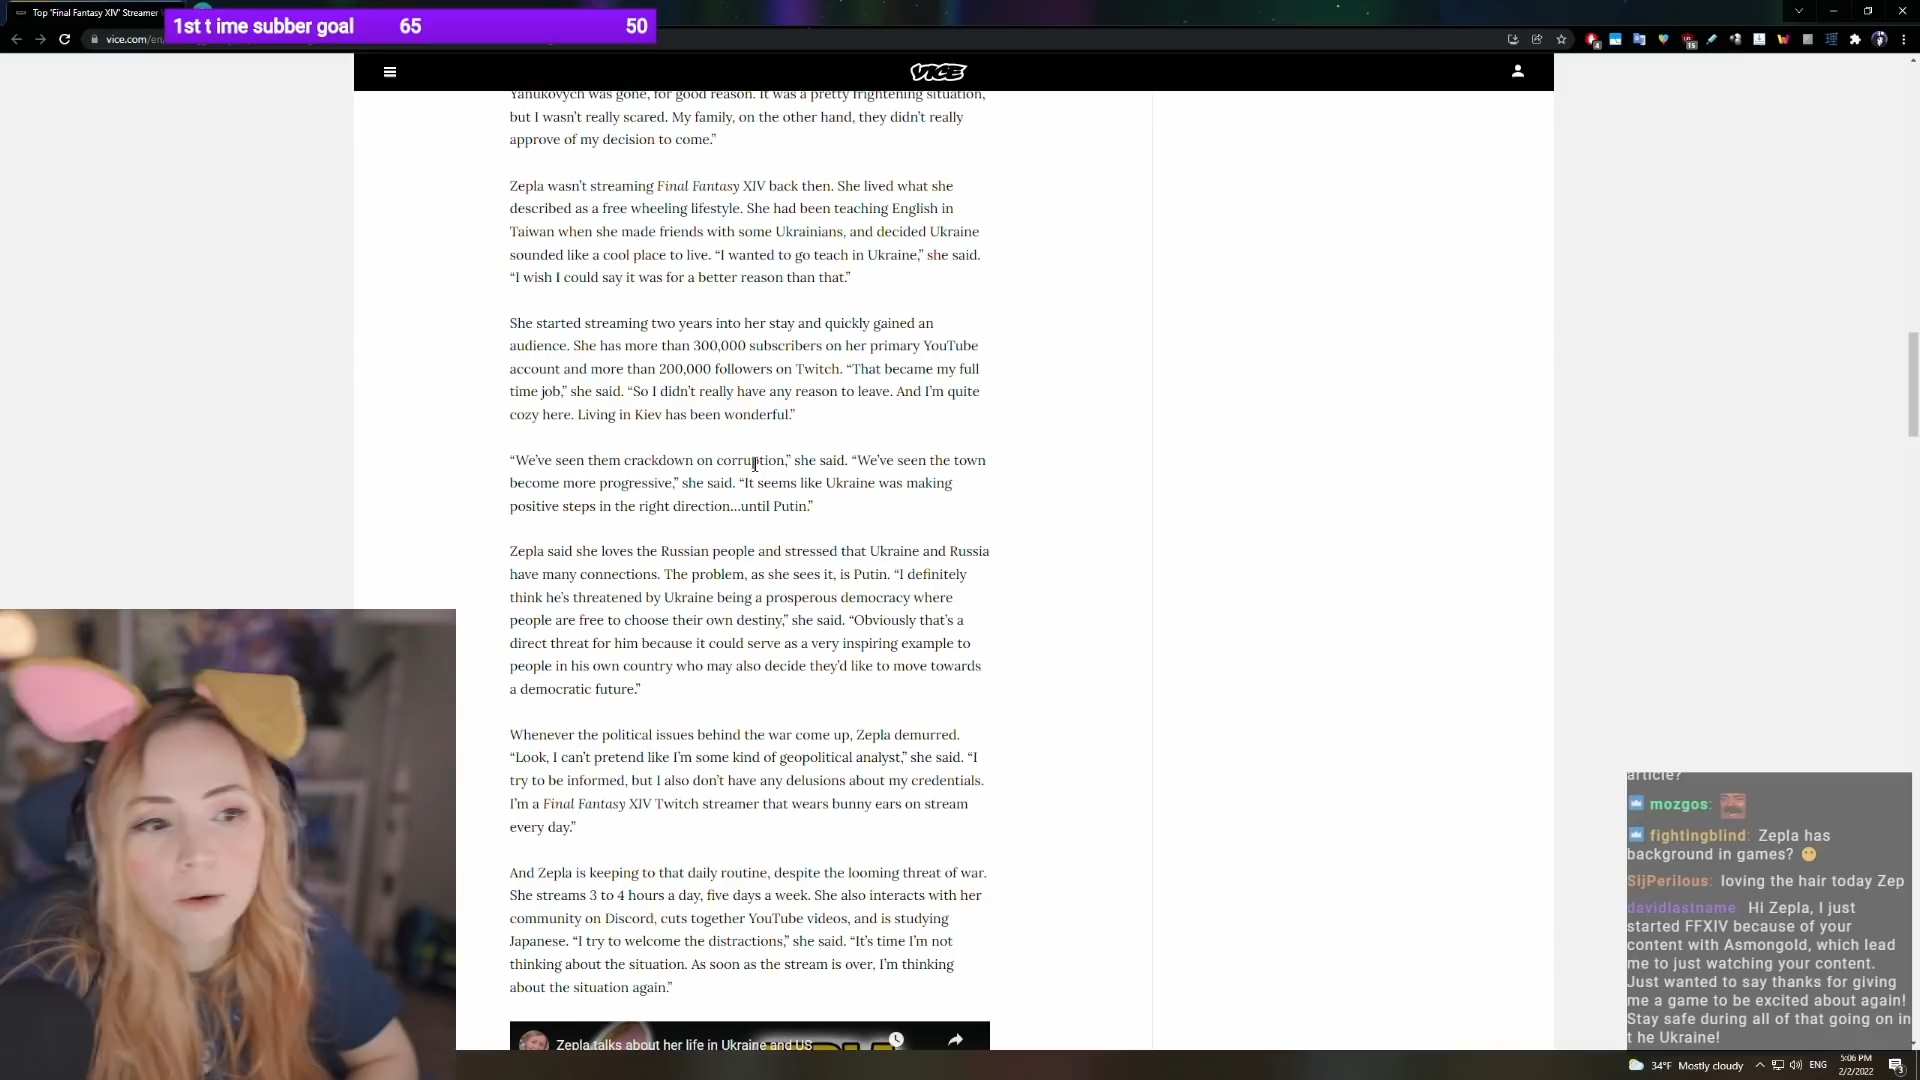 Top 'Final Fantasy XIV' Streamer
1st t ime subber goal 65 50
vice.com/en
VICE
Yanukovych was gone, for good reason. It was a pretty frightening situation,
but I wasn't really scared. My family, on the other hand, they didn't really
approve of my decision to come.”
Zepla wasn't streaming Final Fantasy XIV back then. She lived what she
described as a free wheeling lifestyle. She had been teaching English in
Taiwan when she made friends with some Ukrainians, and decided Ukraine
sounded like a cool place to live. “I wanted to go teach in Ukraine,” she said.
“I wish I could say it was for a better reason than that.”
She started streaming two years into her stay and quickly gained an
audience. She has more than 300,000 subscribers on her primary YouTube
account and more than 200,000 followers on Twitch. “That became my full
time job,” she said. “So I didn't really have any reason to leave. And I'm quite
cozy here. Living in Kiev has been wonderful.”
“We've seen them crackdown on corruption,” she said. “We've seen the town
become more progressive,” she said. “It seems like Ukraine was making
positive steps in the right direction...until Putin.”
Zepla said she loves the Russian people and stressed that Ukraine and Russia
have many connections. The problem, as she sees it, is Putin. “I definitely
think he's threatened by Ukraine being a prosperous democracy where
people are free to choose their own destiny,” she said. “Obviously that's a
direct threat for him because it could serve as a very inspiring example to
people in his own country who may also decide they'd like to move towards
a democratic future.”
Whenever the political issues behind the war come up, Zepla demurred.
“Look, I can't pretend like I'm some kind of geopolitical analyst,” she said. “I
try to be informed, but I also don't have any delusions about my credentials.
I'm a Final Fantasy XIV Twitch streamer that wears bunny ears on stream
every day.”
And Zepla is keeping to that daily routine, despite the looming threat of war.
She streams 3 to 4 hours a day, five days a week. She also interacts with her
community on Discord, cuts together YouTube videos, and is studying
Japanese. “I try to welcome the distractions,” she said. “It's time I'm not
thinking about the situation. As soon as the stream is over, I'm thinking
about the situation again.”
Zepla talks about her life in Ukraine and US
article?
mozgos:
fightingblind: Zepla has
background in games?
SijPerilous: loving the hair today Zep
davidlastname: Hi Zepla, I just
started FFXIV because of your
content with Asmongold, which lead
me to just watching your content.
Just wanted to say thanks for giving
me a game to be excited about again!
Stay safe during all of that going on in
t he Ukraine!
34°F Mostly cloudy ENG 5:06 PM
2/2/2022